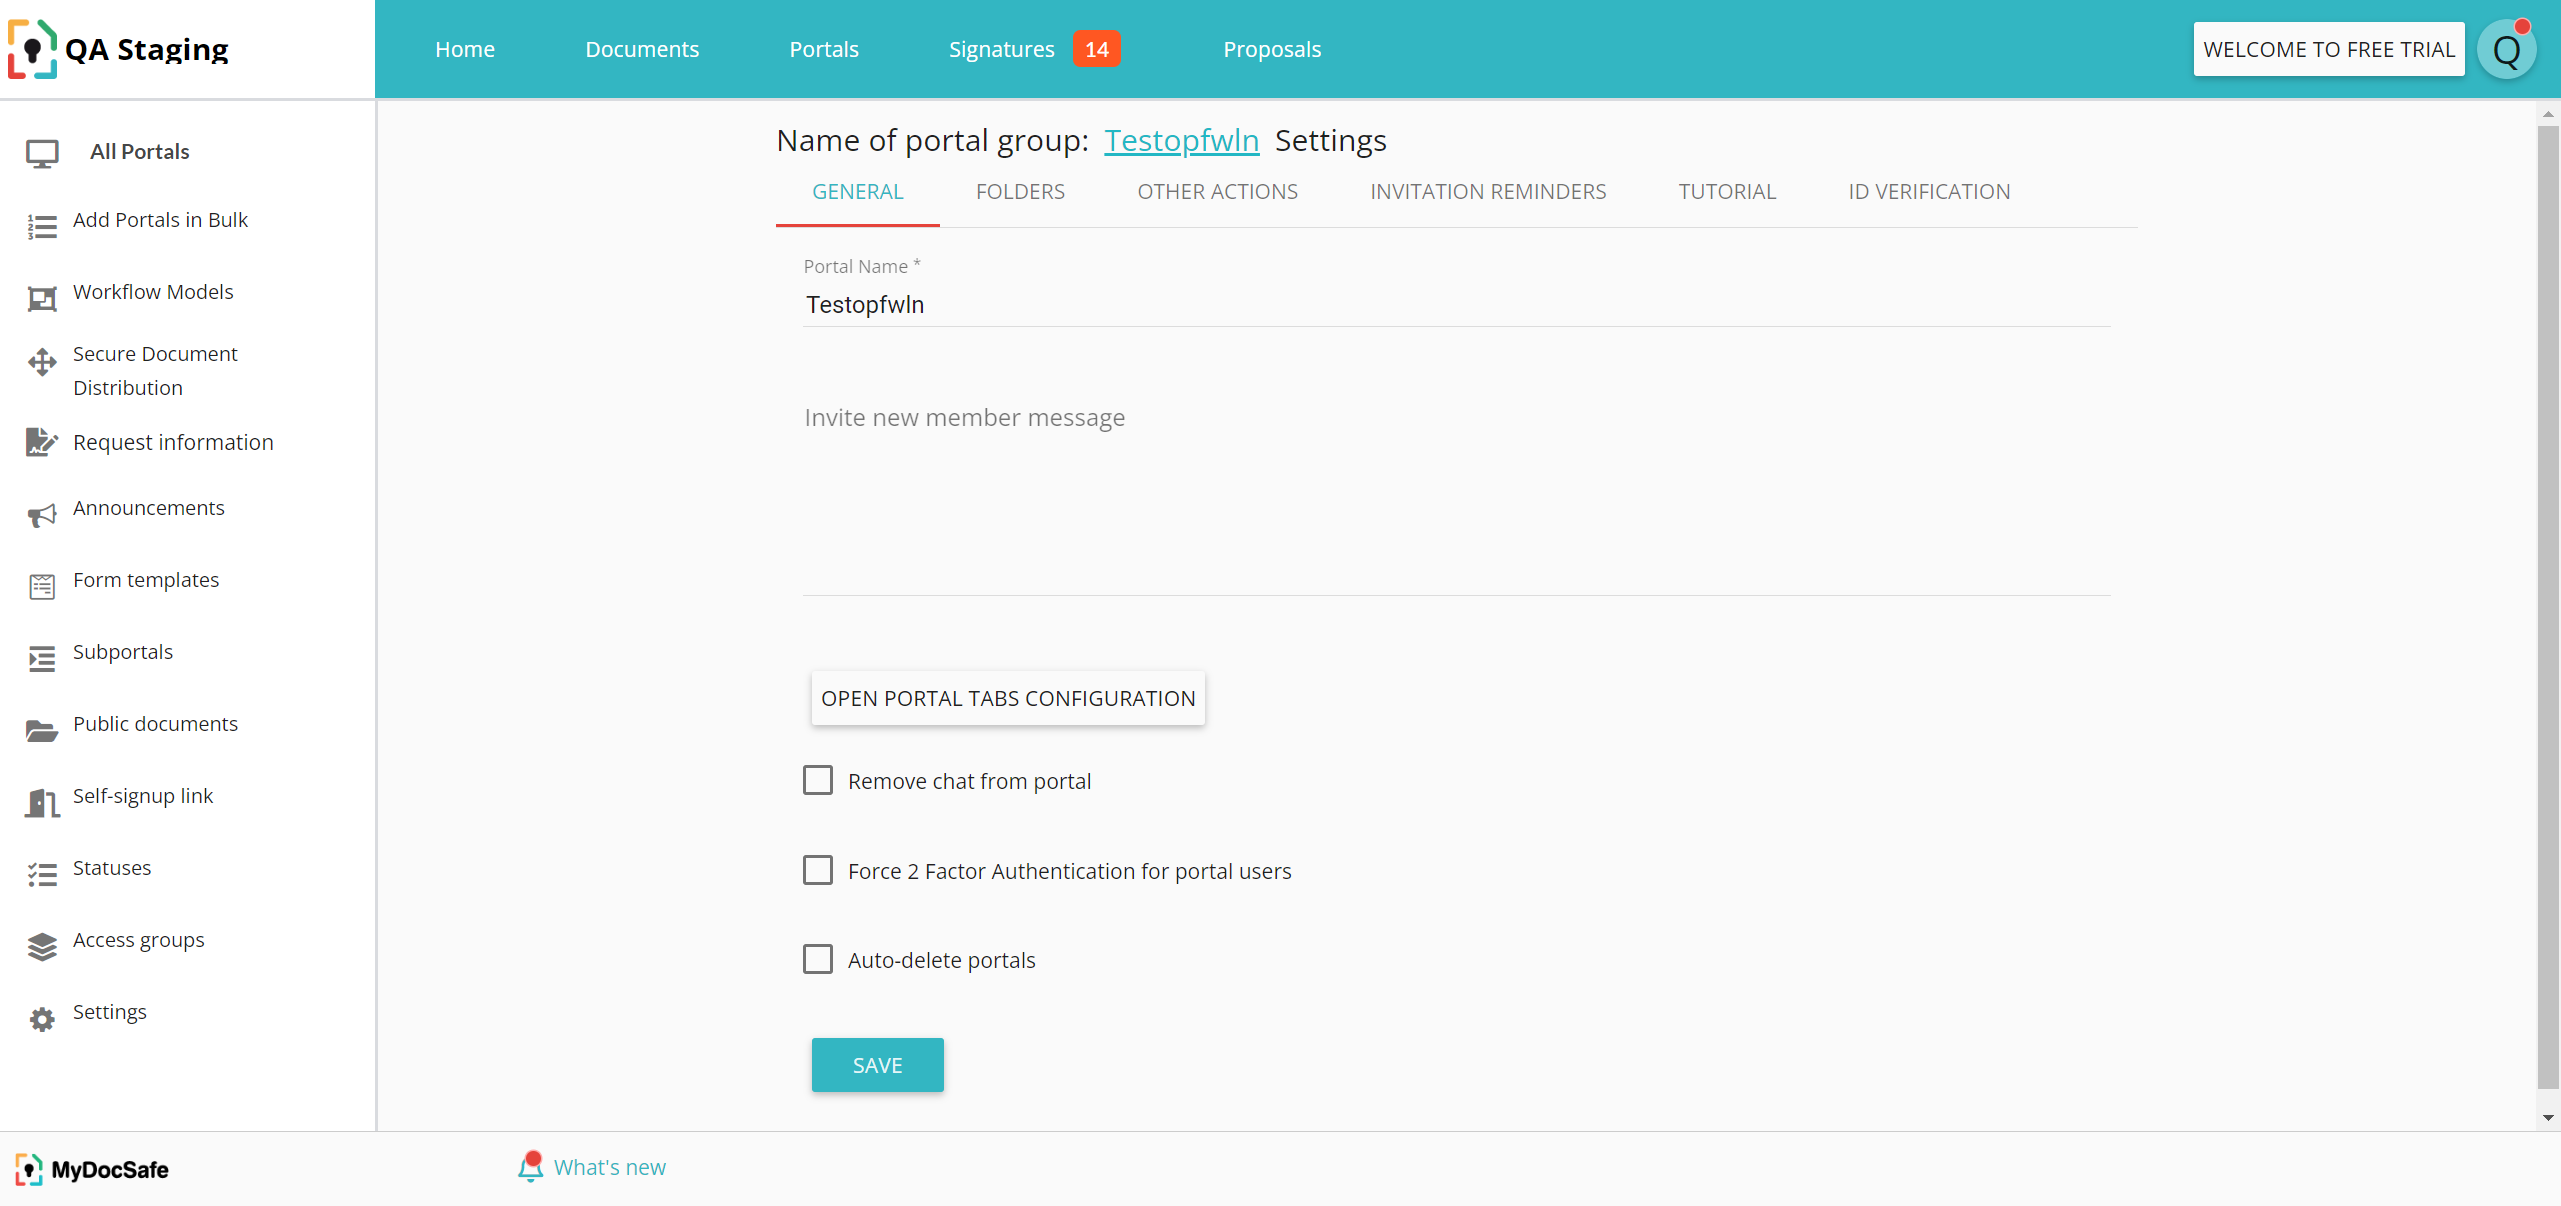 QA Staging
Home
Documents
Portals
Signatures 14
Proposals
WELCOME TO FREE TRIAL
Q
All Portals
Add Portals in Bulk
Workflow Models
Secure Document
Distribution
Request information
Announcements
Form templates
Subportals
Public documents
Self-signup link
Statuses
Access groups
Settings
Name of portal group: Testopfwln Settings
GENERAL
FOLDERS
OTHER ACTIONS
INVITATION REMINDERS
TUTORIAL
ID VERIFICATION
Portal Name *
Testopfwln
Invite new member message
OPEN PORTAL TABS CONFIGURATION
Remove chat from portal
Force 2 Factor Authentication for portal users
Auto-delete portals
SAVE
MyDocSafe
What's new